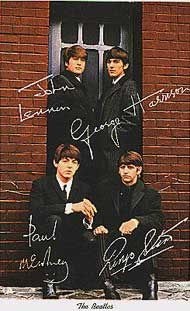 John
Lennon
George Harrison
Paul
McCartney
Ringo Starr
The Beatles